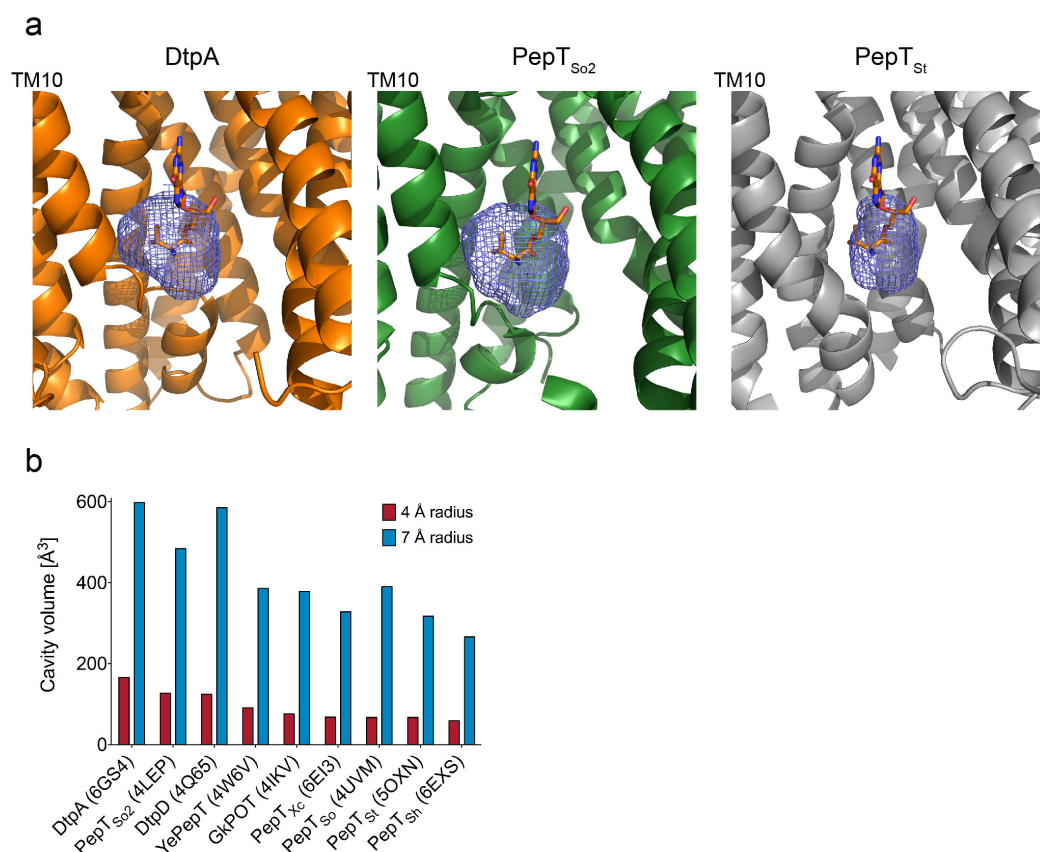 a
DtpA
PepTSo2
PepTSt
TM10
TM10
TM10
b
Cavity volume [Å³]
600
400
200
0
4 Å radius
7 Å radius
DtpA (6GS4)
PepTSo2 (4LEP)
DtpD (4Q65)
YePepT (4W6V)
GkPOT (4IKV)
PepTXc (6EI3)
PepTSo (4UVM)
PepTSt (5OXN)
PepTSh (6EXS)